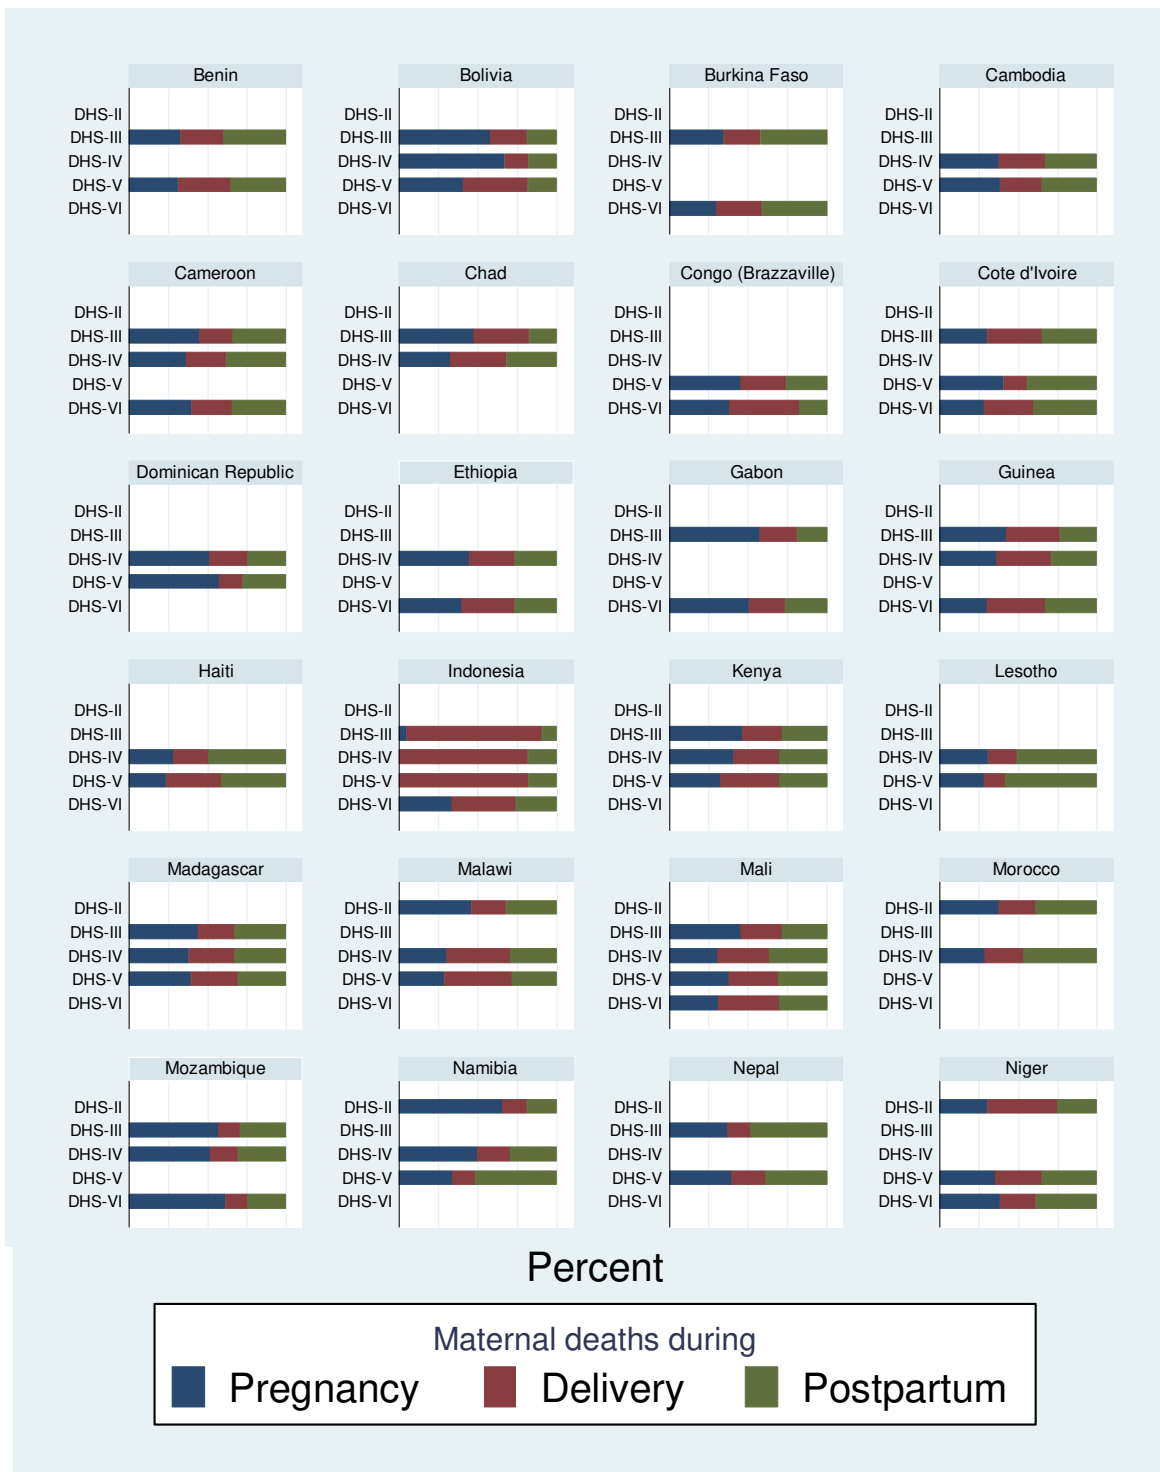 Benin Bolivia Burkina Faso Cambodia
DHS-II DHS-II DHS-II DHS-II
DHS-III DHS-III DHS-III DHS-III
DHS-IV DHS-IV DHS-IV DHS-IV
DHS-V DHS-V DHS-V DHS-V
DHS-VI DHS-VI DHS-VI DHS-VI
Cameroon Chad Congo (Brazzaville) Cote d'Ivoire
DHS-II DHS-II DHS-II DHS-II
DHS-III DHS-III DHS-III DHS-III
DHS-IV DHS-IV DHS-IV DHS-IV
DHS-V DHS-V DHS-V DHS-V
DHS-VI DHS-VI DHS-VI DHS-VI
Dominican Republic Ethiopia Gabon Guinea
DHS-II DHS-II DHS-II DHS-II
DHS-III DHS-III DHS-III DHS-III
DHS-IV DHS-IV DHS-IV DHS-IV
DHS-V DHS-V DHS-V DHS-V
DHS-VI DHS-VI DHS-VI DHS-VI
Haiti Indonesia Kenya Lesotho
DHS-II DHS-II DHS-II DHS-II
DHS-III DHS-III DHS-III DHS-III
DHS-IV DHS-IV DHS-IV DHS-IV
DHS-V DHS-V DHS-V DHS-V
DHS-VI DHS-VI DHS-VI DHS-VI
Madagascar Malawi Mali Morocco
DHS-II DHS-II DHS-II DHS-II
DHS-III DHS-III DHS-III DHS-III
DHS-IV DHS-IV DHS-IV DHS-IV
DHS-V DHS-V DHS-V DHS-V
DHS-VI DHS-VI DHS-VI DHS-VI
Mozambique Namibia Nepal Niger
DHS-II DHS-II DHS-II DHS-II
DHS-III DHS-III DHS-III DHS-III
DHS-IV DHS-IV DHS-IV DHS-IV
DHS-V DHS-V DHS-V DHS-V
DHS-VI DHS-VI DHS-VI DHS-VI
Percent
Maternal deaths during
Pregnancy Delivery Postpartum